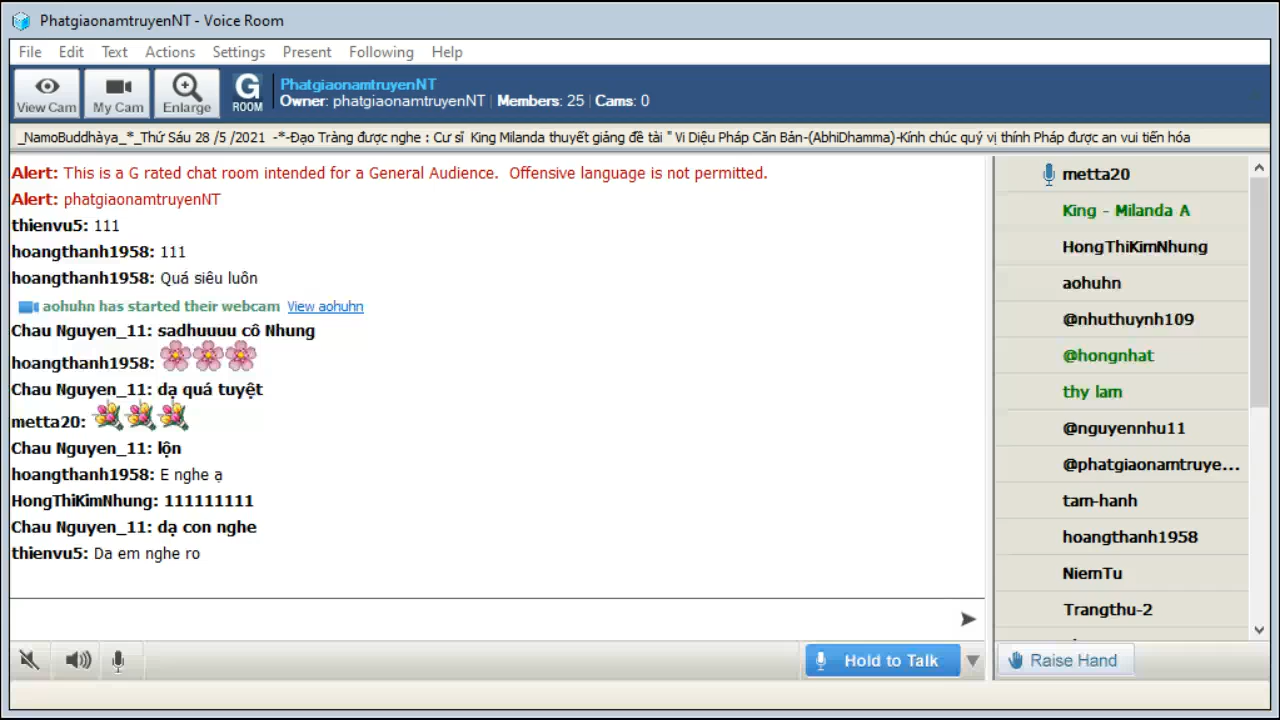 PhatgiaonamtruyenNT - Voice Room
File Edit Text Actions Settings Present Following Help
View Cam My Cam Enlarge G ROOM
PhatgiaonamtruyenNT
Owner: phatgiaonamtruyenNT | Members: 25 | Cams: 0
_NamoBuddhàya_*_Thứ Sáu 28 /5 /2021 -*-Đạo Tràng được nghe : Cư sĩ King Milanda thuyết giảng đề tài " Vi Diệu Pháp Căn Bản-(AbhiDhamma)-Kính chúc quý vị thính Pháp được an vui tiến hóa
Alert: This is a G rated chat room intended for a General Audience. Offensive language is not permitted.
Alert: phatgiaonamtruyenNT
thienvu5: 111
hoangthanh1958: 111
hoangthanh1958: Quá siêu luôn
aohuhn has started their webcam View aohuhn
Chau Nguyen_11: sadhuuuu cô Nhung
hoangthanh1958:
Chau Nguyen_11: dạ quá tuyệt
metta20:
Chau Nguyen_11: lộn
hoangthanh1958: E nghe ạ
HongThiKimNhung: 111111111
Chau Nguyen_11: dạ con nghe
thienvu5: Da em nghe ro
metta20
King - Milanda A
HongThiKimNhung
aohuhn
@nhuthuynh109
@hongnhat
thy lam
@nguyennhu11
@phatgiaonamtruye...
tam-hanh
hoangthanh1958
NiemTu
Trangthu-2
Hold to Talk
Raise Hand